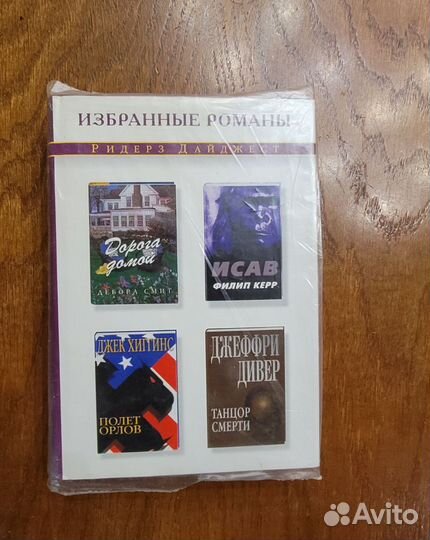 ИЗБРАННЫЕ РОМАНЫ
РИДЕРЗ ДАЙДЖЕСТ
Дорога
домой
ДЕБОРА СМИТ
ИСАВ
ФИЛИП КЕРР
ДЖЕК ХИГГИНС
ПОЛЕТ
ОРЛОВ
ДЖЕФФРИ
ДИВЕР
ТАНЦОР
СМЕРТИ
Avito